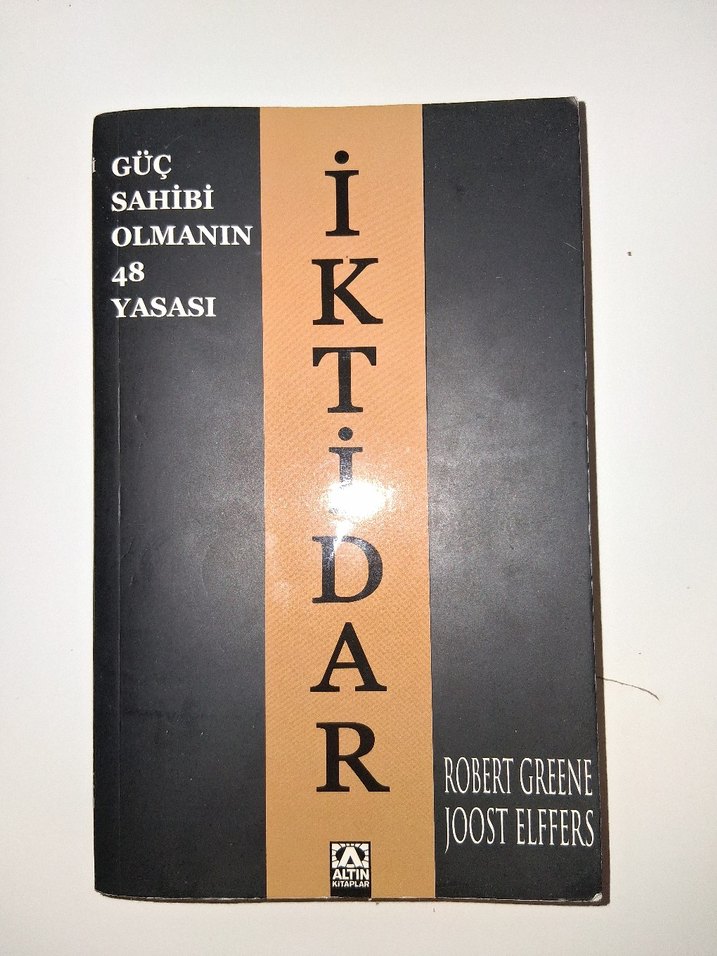 GÜÇ
SAHİBİ
OLMANIN
48
YASASI
İKTİDAR
ROBERT GREENE
JOOST ELFFERS
ALTIN
KİTAPLAR